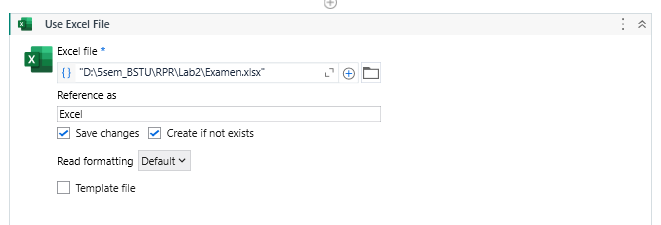 Use Excel File
Excel file *
"D:\5sem_BSTU\RPR\Lab2\Examen.xlsx"
Reference as
Excel
Save changes Create if not exists
Read formatting Default
Template file